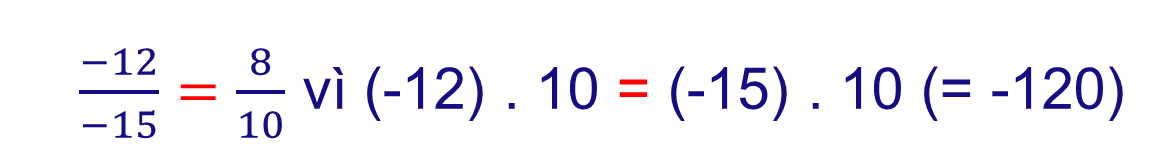 −12/−15 = 8/10 vì (-12) . 10 = (-15) . 10 (= -120)